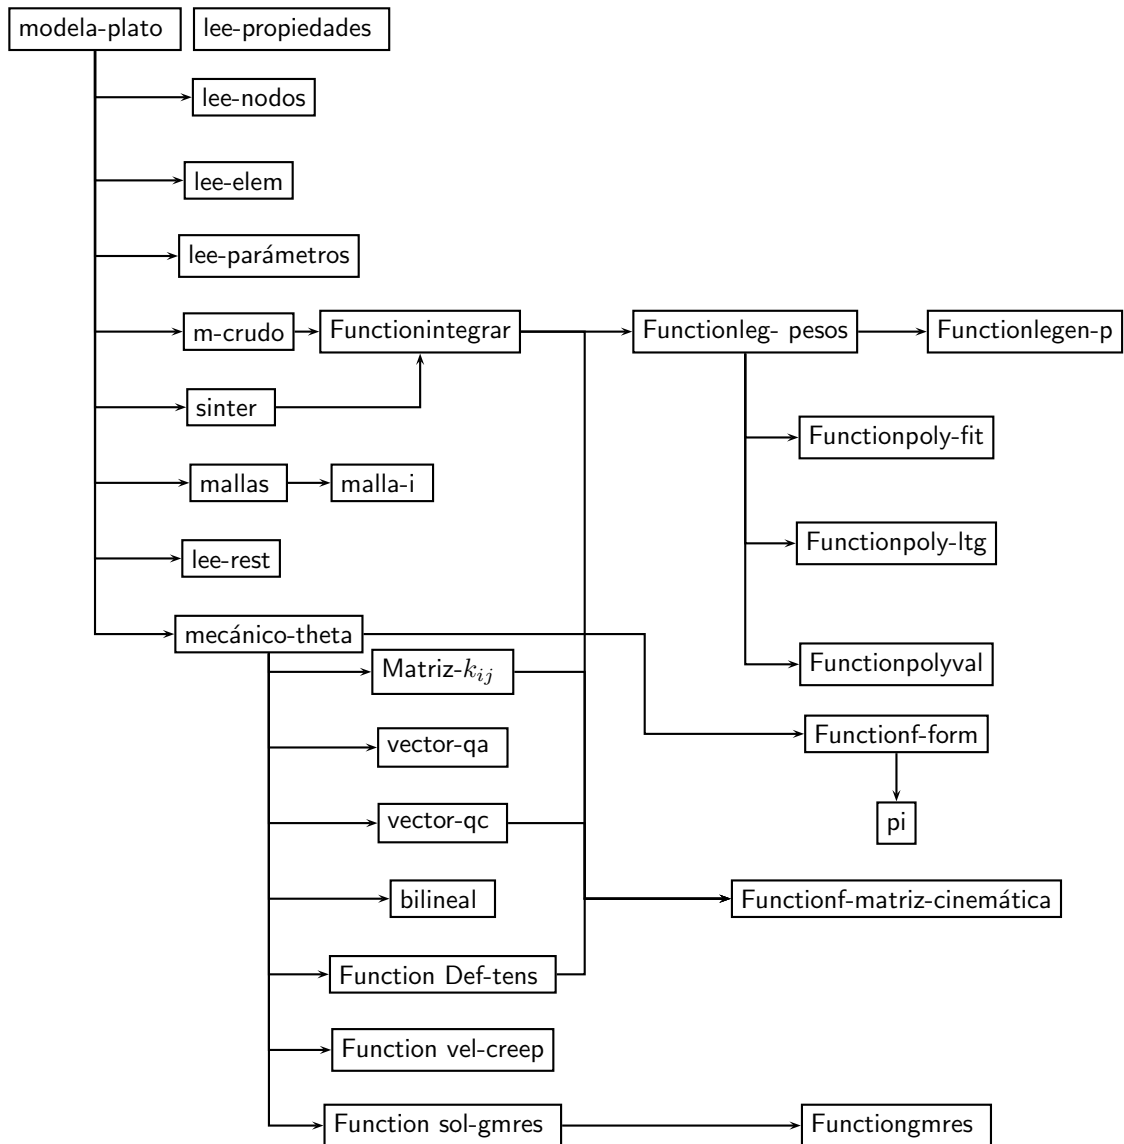 modela-plato
lee-propiedades
lee-nodos
lee-elem
lee-parámetros
m-crudo
Functionintegrar
Functionleg- pesos
Functionlegen-p
sinter
Functionpoly-fit
mallas
malla-i
Functionpoly-ltg
lee-rest
mecánico-theta
Functionpolyval
Matriz-k_{ij}
Functionf-form
vector-qa
vector-qc
pi
bilineal
Functionf-matriz-cinemática
Function Def-tens
Function vel-creep
Function sol-gmres
Functiongmres